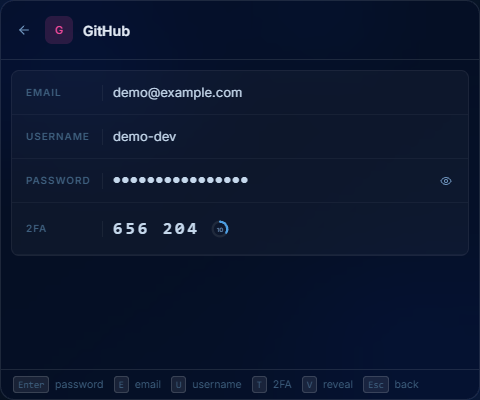 ← G GitHub
EMAIL demo@example.com
USERNAME demo-dev
PASSWORD ●●●●●●●●●●●●●●●●
2FA 656 204 10
Enter password E email U username T 2FA V reveal Esc back